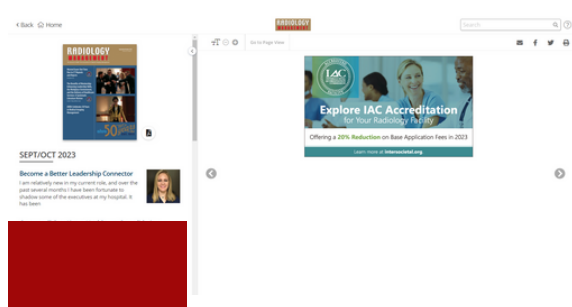 Back
Home
RADIOLOGY
MANAGEMENT
Search
Go to Page View
RADIOLOGY
MANAGEMENT
50
IAC
Explore IAC Accreditation
for Your Radiology Facility
Offering a 20% Reduction on Base Application Fees in 2023
Learn more at intersocietal.org
SEPT/OCT 2023
Become a Better Leadership Connector
I am relatively new in my current role, and over the
past several months I have been fortunate to
shadow some of the executives at my hospital. It
has been